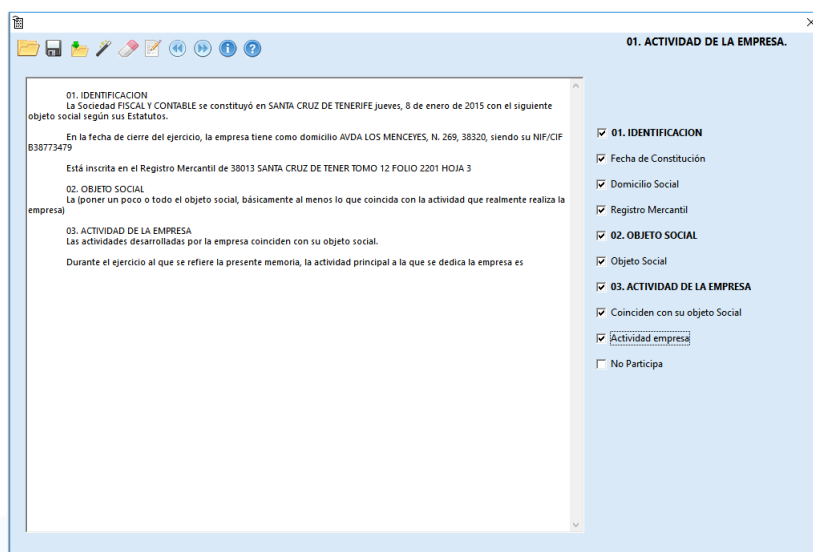 01. ACTIVIDAD DE LA EMPRESA.
01. IDENTIFICACION
La Sociedad FISCAL Y CONTABLE se constituyó en SANTA CRUZ DE TENERIFE jueves, 8 de enero de 2015 con el siguiente
objeto social según sus Estatutos.
En la fecha de cierre del ejercicio, la empresa tiene como domicilio AVDA LOS MENCEYES, N. 269, 38320, siendo su NIF/CIF
B38773479
Está inscrita en el Registro Mercantil de 38013 SANTA CRUZ DE TENER TOMO 12 FOLIO 2201 HOJA 3
02. OBJETO SOCIAL
La (poner un poco o todo el objeto social, básicamente al menos lo que coincida con la actividad que realmente realiza la
empresa)
03. ACTIVIDAD DE LA EMPRESA
Las actividades desarrolladas por la empresa coinciden con su objeto social.
Durante el ejercicio al que se refiere la presente memoria, la actividad principal a la que se dedica la empresa es
01. IDENTIFICACION
Fecha de Constitución
Domicilio Social
Registro Mercantil
02. OBJETO SOCIAL
Objeto Social
03. ACTIVIDAD DE LA EMPRESA
Coinciden con su objeto Social
Actividad empresa
No Participa